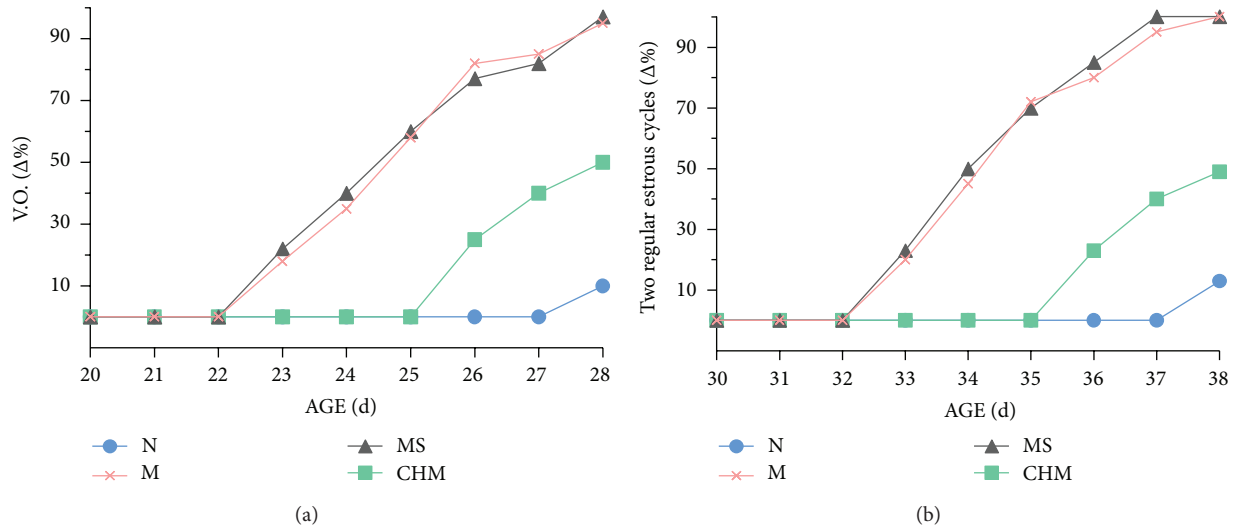 V.O. (Δ%)
90
70
50
30
10
20 21 22 23 24 25 26 27 28
AGE (d)
N MS
M CHM
(a)
Two regular estrous cycles (Δ%)
90
70
50
30
10
30 31 32 33 34 35 36 37 38
AGE (d)
N MS
M CHM
(b)